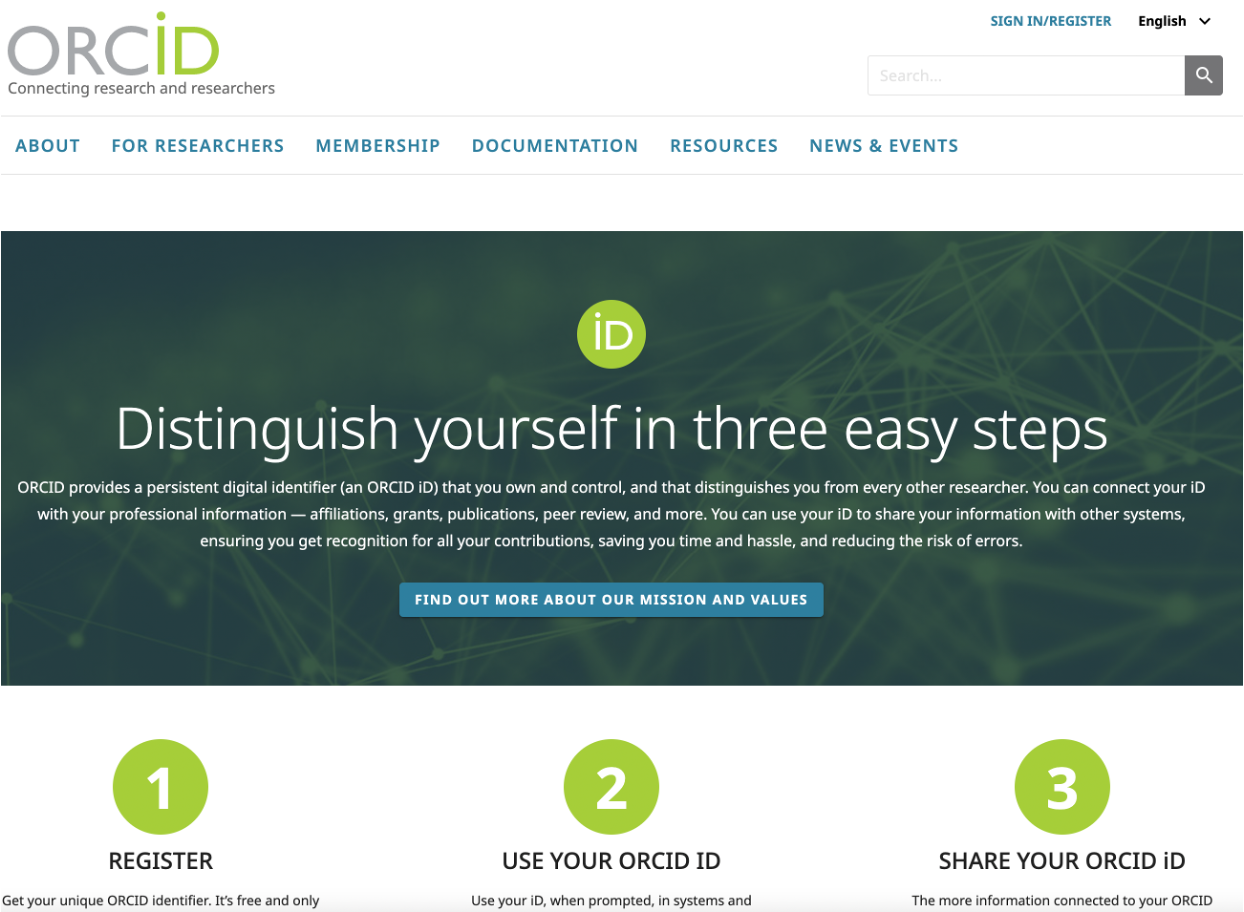 ORCiD
Connecting research and researchers
SIGN IN/REGISTER English
Search...
ABOUT FOR RESEARCHERS MEMBERSHIP DOCUMENTATION RESOURCES NEWS & EVENTS
iD
Distinguish yourself in three easy steps
ORCID provides a persistent digital identifier (an ORCID iD) that you own and control, and that distinguishes you from every other researcher. You can connect your iD
with your professional information — affiliations, grants, publications, peer review, and more. You can use your iD to share your information with other systems,
ensuring you get recognition for all your contributions, saving you time and hassle, and reducing the risk of errors.
FIND OUT MORE ABOUT OUR MISSION AND VALUES
1
REGISTER
Get your unique ORCID identifier. It's free and only
2
USE YOUR ORCID ID
Use your iD, when prompted, in systems and
3
SHARE YOUR ORCID iD
The more information connected to your ORCID